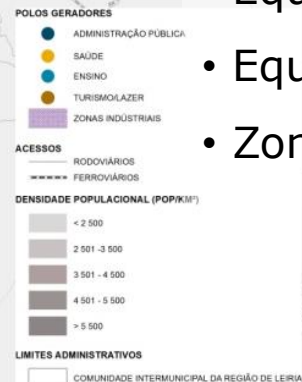 POLOS GERADORES
ADMINISTRAÇÃO PÚBLICA
SAÚDE
ENSINO
TURISMO/LAZER
ZONAS INDÚSTRIAIS
ACESSOS
RODOVIÁRIOS
FERROVIÁRIOS
DENSIDADE POPULACIONAL (POP/KM²)
< 2 500
2 501 -3 500
3 501 - 4 500
4 501 - 5 500
> 5 500
LIMITES ADMINISTRATIVOS
COMUNIDADE INTERMUNICIPAL DA REGIÃO DE LEIRIA
• Equ
• Zon